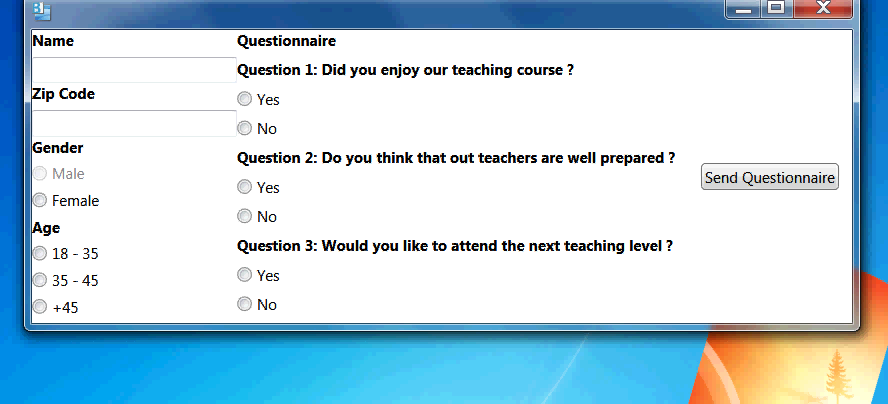 Name
Zip Code
Gender
Male
Female
Age
18 - 35
35 - 45
+45
Questionnaire
Question 1: Did you enjoy our teaching course ?
Yes
No
Question 2: Do you think that out teachers are well prepared ?
Yes
No
Question 3: Would you like to attend the next teaching level ?
Yes
No
Send Questionnaire